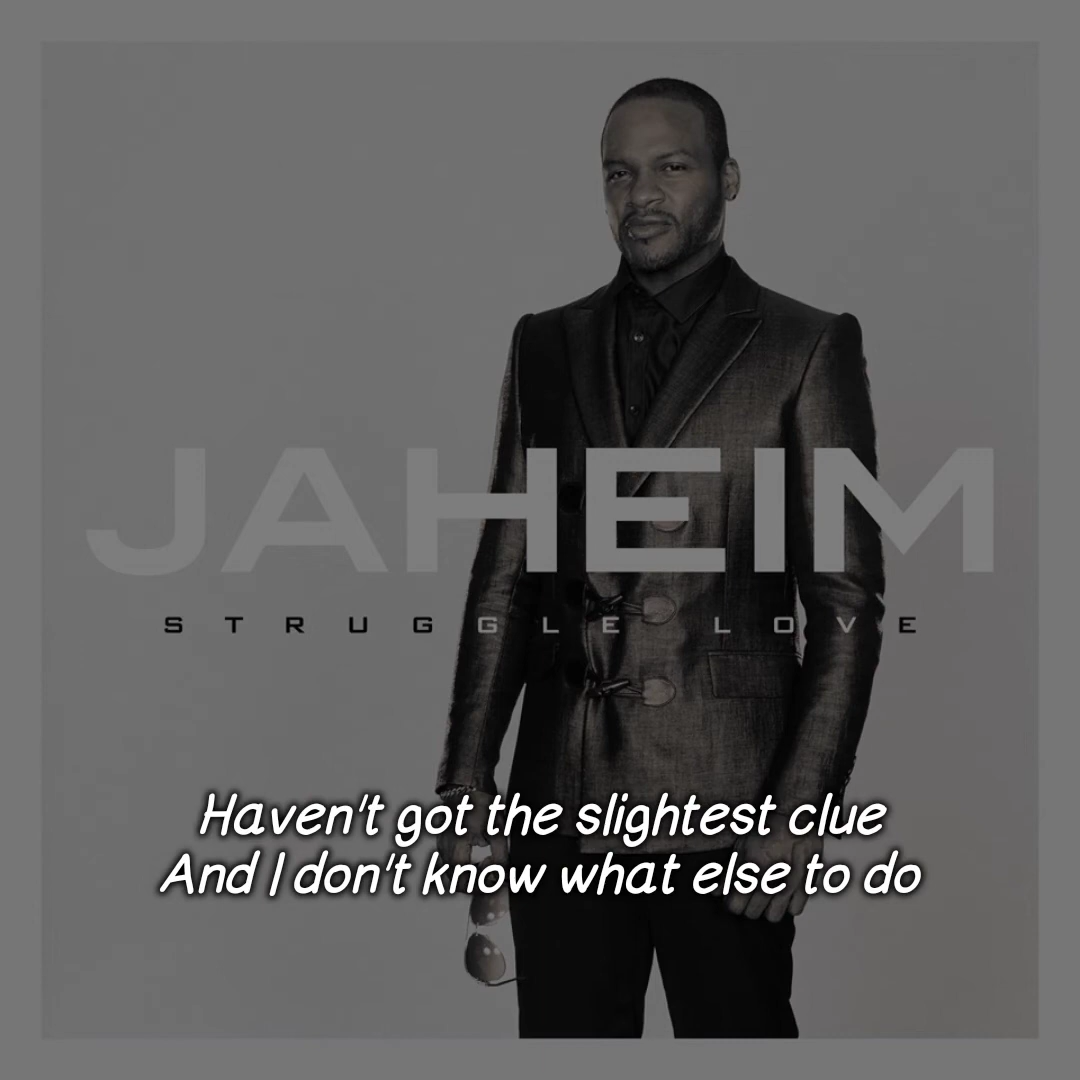 JAHEIM
STRUGGLE LOVE
Haven't got the slightest clue
And I don't know what else to do